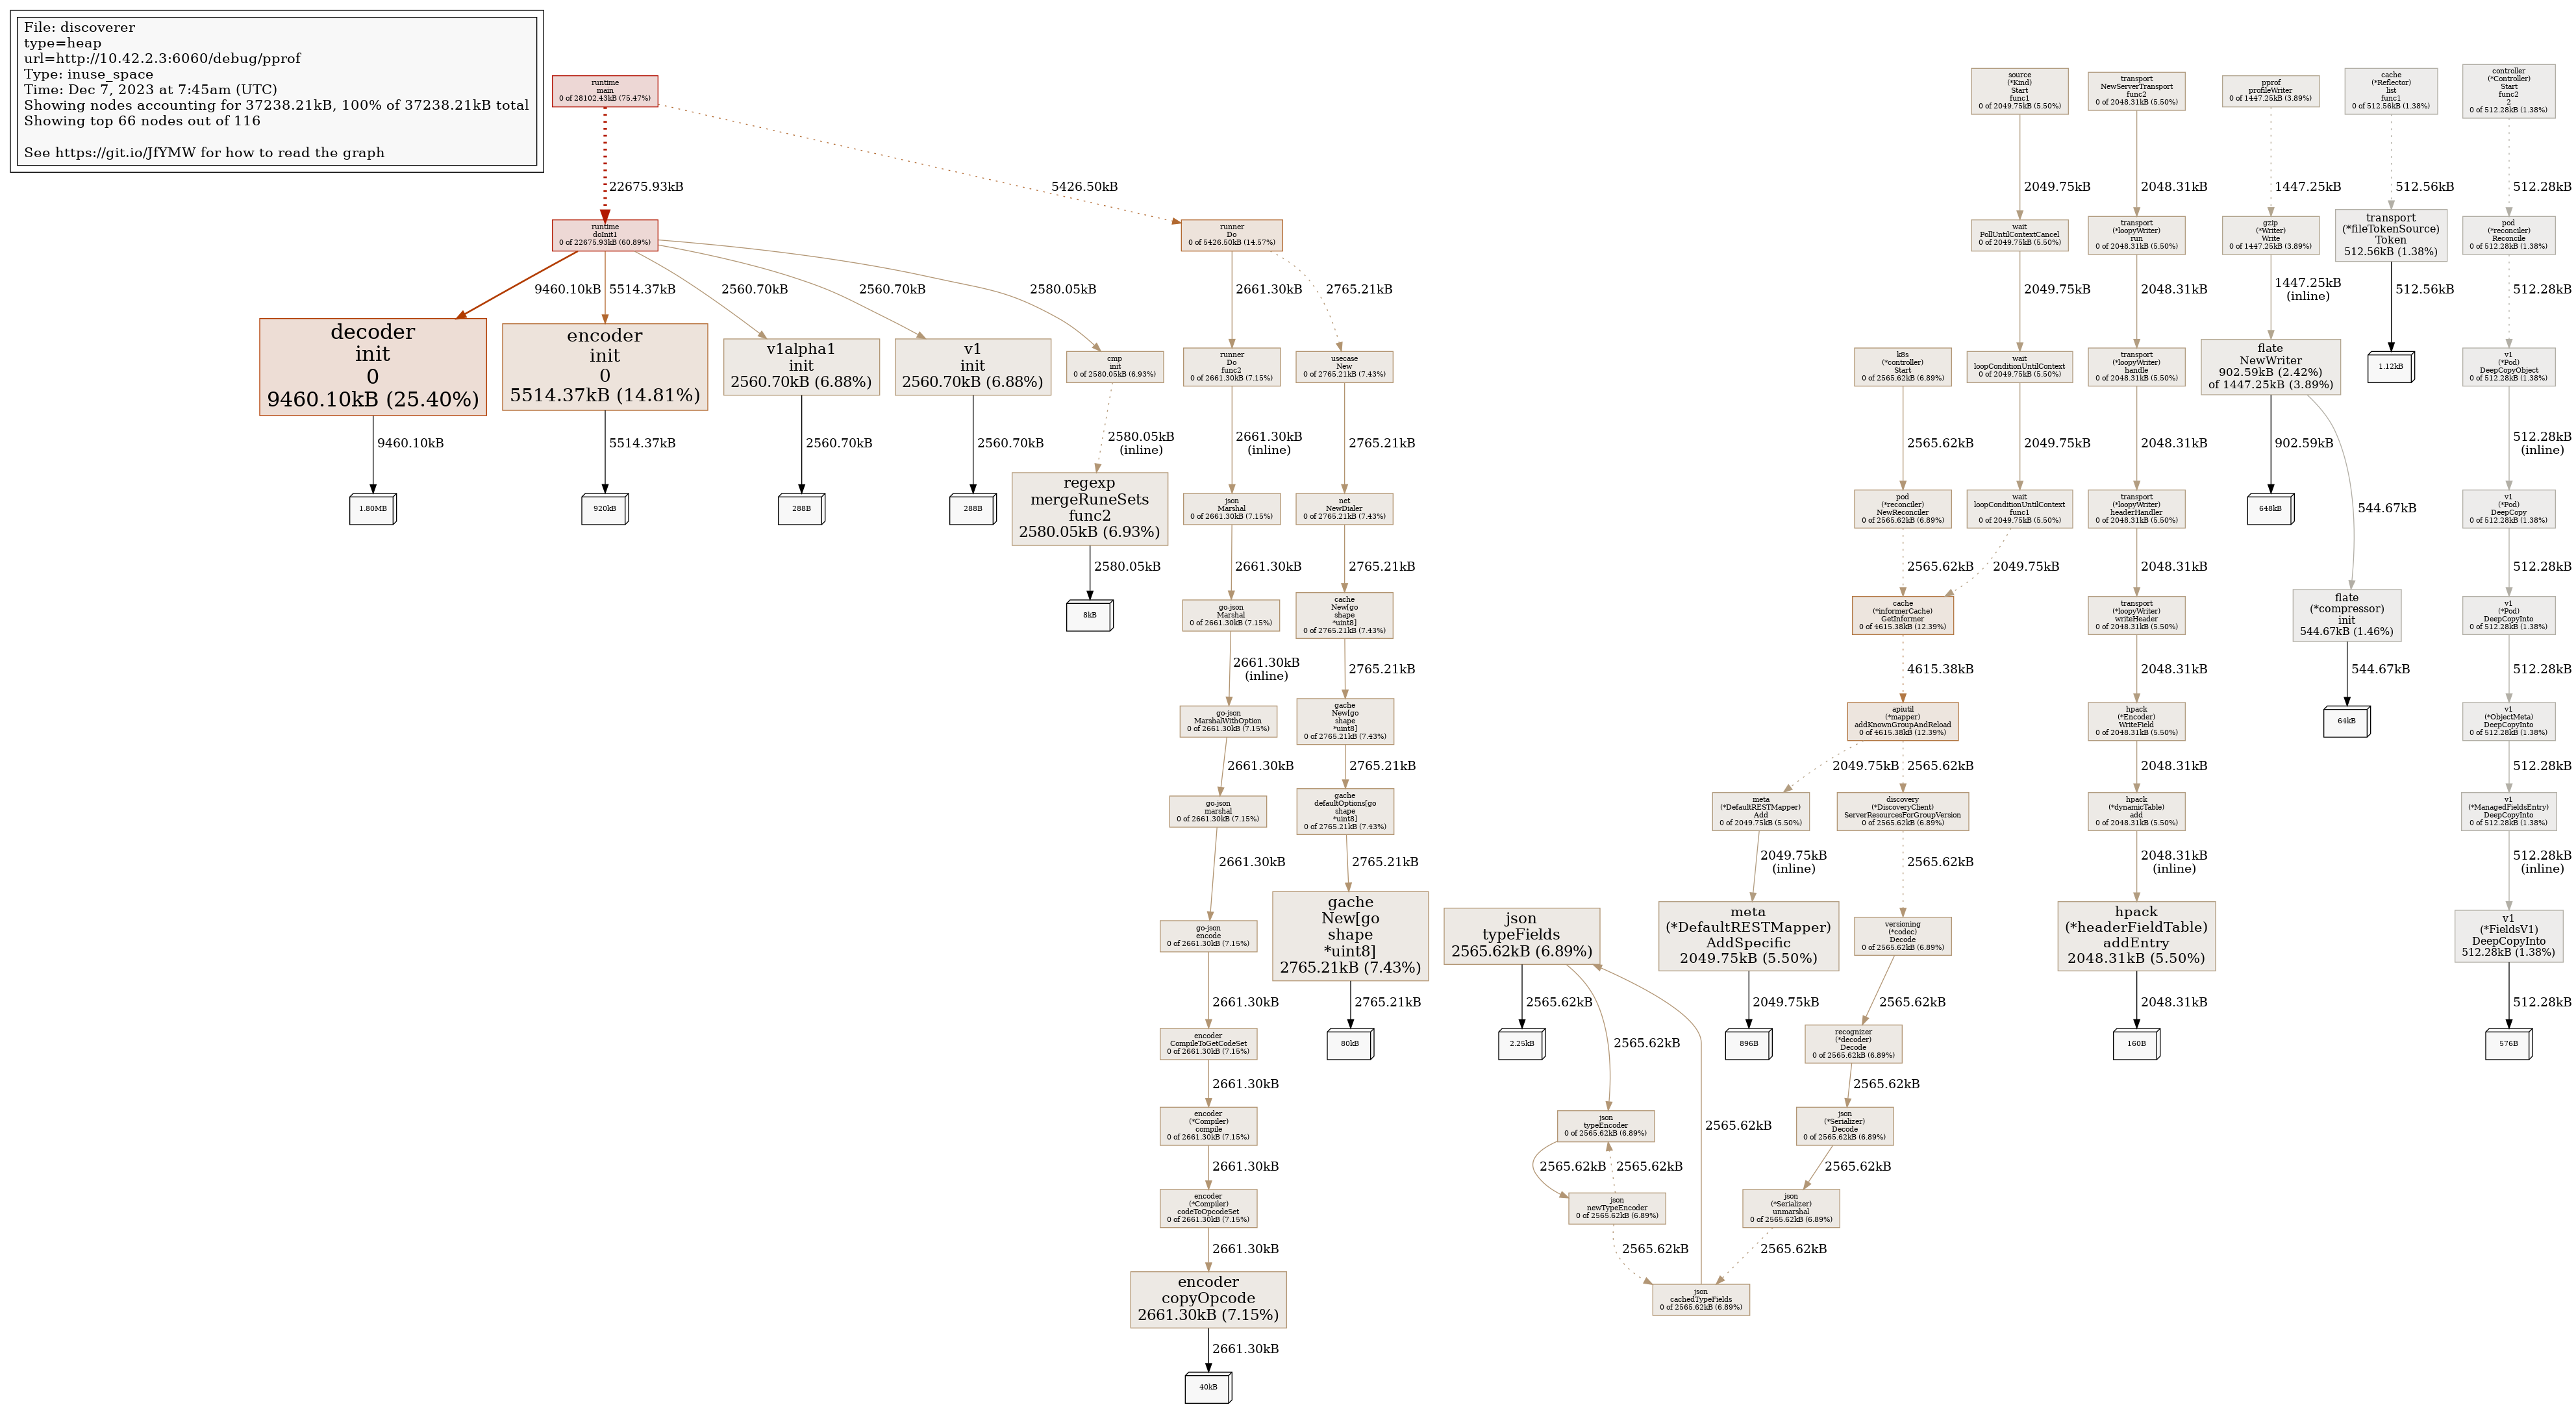 File: discoverer
type=heap
url=http://10.42.2.3:6060/debug/pprof
Type: inuse_space
Time: Dec 7, 2023 at 7:45am (UTC)
Showing nodes accounting for 37238.21kB, 100% of 37238.21kB total
Showing top 66 nodes out of 116
See https://git.io/JfYMW for how to read the graph
runtime
main
0 of 28102.43kB (75.47%)
22675.93kB
5426.50kB
runtime
doInit1
0 of 22675.93kB (60.89%)
9460.10kB
5514.37kB
2560.70kB
2560.70kB
2580.05kB
decoder
init
0
9460.10kB (25.40%)
9460.10kB
1.80MB
encoder
init
0
5514.37kB (14.81%)
5514.37kB
920kB
v1alpha1
init
2560.70kB (6.88%)
2560.70kB
288B
v1
init
2560.70kB (6.88%)
2560.70kB
288B
cmp
init
0 of 2580.05kB (6.93%)
2580.05kB
(inline)
regexp
mergeRuneSets
func2
2580.05kB (6.93%)
2580.05kB
8kB
runner
Do
0 of 5426.50kB (14.57%)
2661.30kB
2765.21kB
runner
Do
func2
0 of 2661.30kB (7.15%)
2661.30kB
(inline)
json
Marshal
0 of 2661.30kB (7.15%)
2661.30kB
go-json
Marshal
0 of 2661.30kB (7.15%)
2661.30kB
(inline)
go-json
MarshalWithOption
0 of 2661.30kB (7.15%)
2661.30kB
go-json
marshal
0 of 2661.30kB (7.15%)
2661.30kB
go-json
encode
0 of 2661.30kB (7.15%)
2661.30kB
encoder
CompileToGetCodeSet
0 of 2661.30kB (7.15%)
2661.30kB
encoder
(*Compiler)
compile
0 of 2661.30kB (7.15%)
2661.30kB
encoder
(*Compiler)
codeToOpcodeSet
0 of 2661.30kB (7.15%)
2661.30kB
encoder
copyOpcode
2661.30kB (7.15%)
2661.30kB
40kB
usecase
New
0 of 2765.21kB (7.43%)
2765.21kB
net
NewDialer
0 of 2765.21kB (7.43%)
2765.21kB
cache
New[go
shape
*uint8]
0 of 2765.21kB (7.43%)
2765.21kB
gache
New[go
shape
*uint8]
0 of 2765.21kB (7.43%)
2765.21kB
gache
defaultOptions[go
shape
*uint8]
0 of 2765.21kB (7.43%)
2765.21kB
gache
New[go
shape
*uint8]
2765.21kB (7.43%)
2765.21kB
80kB
json
typeFields
2565.62kB (6.89%)
2565.62kB
2.25kB
2565.62kB
json
typeEncoder
0 of 2565.62kB (6.89%)
2565.62kB
2565.62kB
json
newTypeEncoder
0 of 2565.62kB (6.89%)
2565.62kB
json
cachedTypeFields
0 of 2565.62kB (6.89%)
2565.62kB
source
(*Kind)
Start
func1
0 of 2049.75kB (5.50%)
2049.75kB
wait
PollUntilContextCancel
0 of 2049.75kB (5.50%)
2049.75kB
wait
loopConditionUntilContext
0 of 2049.75kB (5.50%)
2049.75kB
wait
loopConditionUntilContext
func1
0 of 2049.75kB (5.50%)
2049.75kB
k8s
(*controller)
Start
0 of 2565.62kB (6.89%)
2565.62kB
pod
(*reconciler)
NewReconciler
0 of 2565.62kB (6.89%)
2565.62kB
cache
(*informerCache)
GetInformer
0 of 4615.38kB (12.39%)
4615.38kB
apiutil
(*mapper)
addKnownGroupAndReload
0 of 4615.38kB (12.39%)
2049.75kB
2565.62kB
meta
(*DefaultRESTMapper)
Add
0 of 2049.75kB (5.50%)
2049.75kB
(inline)
meta
(*DefaultRESTMapper)
AddSpecific
2049.75kB (5.50%)
2049.75kB
896B
discovery
(*DiscoveryClient)
ServerResourcesForGroupVersion
0 of 2565.62kB (6.89%)
2565.62kB
versioning
(*codec)
Decode
0 of 2565.62kB (6.89%)
2565.62kB
recognizer
(*decoder)
Decode
0 of 2565.62kB (6.89%)
2565.62kB
json
(*Serializer)
Decode
0 of 2565.62kB (6.89%)
2565.62kB
json
(*Serializer)
unmarshal
0 of 2565.62kB (6.89%)
2565.62kB
transport
NewServerTransport
func2
0 of 2048.31kB (5.50%)
2048.31kB
transport
(*loopyWriter)
run
0 of 2048.31kB (5.50%)
2048.31kB
transport
(*loopyWriter)
handle
0 of 2048.31kB (5.50%)
2048.31kB
transport
(*loopyWriter)
headerHandler
0 of 2048.31kB (5.50%)
2048.31kB
transport
(*loopyWriter)
writeHeader
0 of 2048.31kB (5.50%)
2048.31kB
hpack
(*Encoder)
WriteField
0 of 2048.31kB (5.50%)
2048.31kB
hpack
(*dynamicTable)
add
0 of 2048.31kB (5.50%)
2048.31kB
(inline)
hpack
(*headerFieldTable)
addEntry
2048.31kB (5.50%)
2048.31kB
160B
pprof
profileWriter
0 of 1447.25kB (3.89%)
1447.25kB
gzip
(*Writer)
Write
0 of 1447.25kB (3.89%)
1447.25kB
(inline)
flate
NewWriter
902.59kB (2.42%)
of 1447.25kB (3.89%)
902.59kB
648kB
544.67kB
flate
(*compressor)
init
544.67kB (1.46%)
544.67kB
64kB
cache
(*Reflector)
list
func1
0 of 512.56kB (1.38%)
512.56kB
transport
(*fileTokenSource)
Token
512.56kB (1.38%)
512.56kB
1.12kB
controller
(*Controller)
Start
func2
2
0 of 512.28kB (1.38%)
512.28kB
pod
(*reconciler)
Reconcile
0 of 512.28kB (1.38%)
512.28kB
v1
(*Pod)
DeepCopyObject
0 of 512.28kB (1.38%)
512.28kB
(inline)
v1
(*Pod)
DeepCopy
0 of 512.28kB (1.38%)
512.28kB
v1
(*Pod)
DeepCopyInto
0 of 512.28kB (1.38%)
512.28kB
v1
(*ObjectMeta)
DeepCopyInto
0 of 512.28kB (1.38%)
512.28kB
v1
(*ManagedFieldsEntry)
DeepCopyInto
0 of 512.28kB (1.38%)
512.28kB
(inline)
v1
(*FieldsV1)
DeepCopyInto
512.28kB (1.38%)
512.28kB
576B